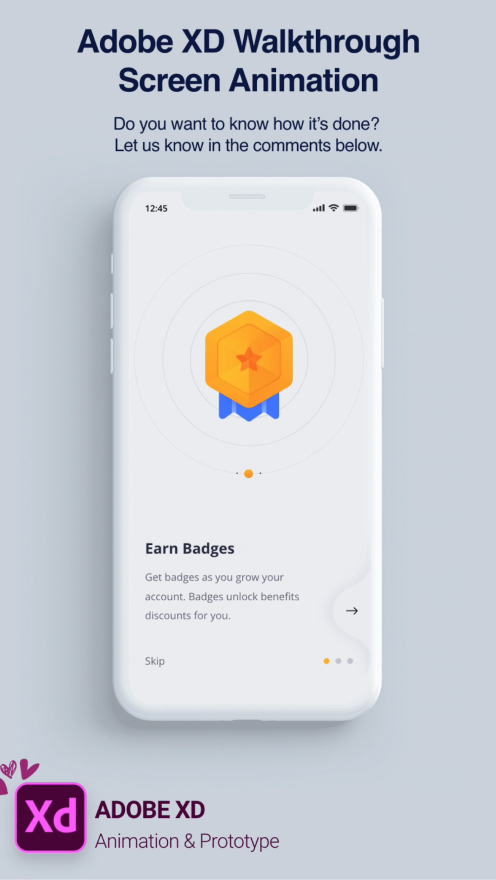 Adobe XD Walkthrough
Screen Animation
Do you want to know how it's done?
Let us know in the comments below.
12:45
Earn Badges
Get badges as you grow your
account. Badges unlock benefits
discounts for you.
Skip
Xd
ADOBE XD
Animation & Prototype